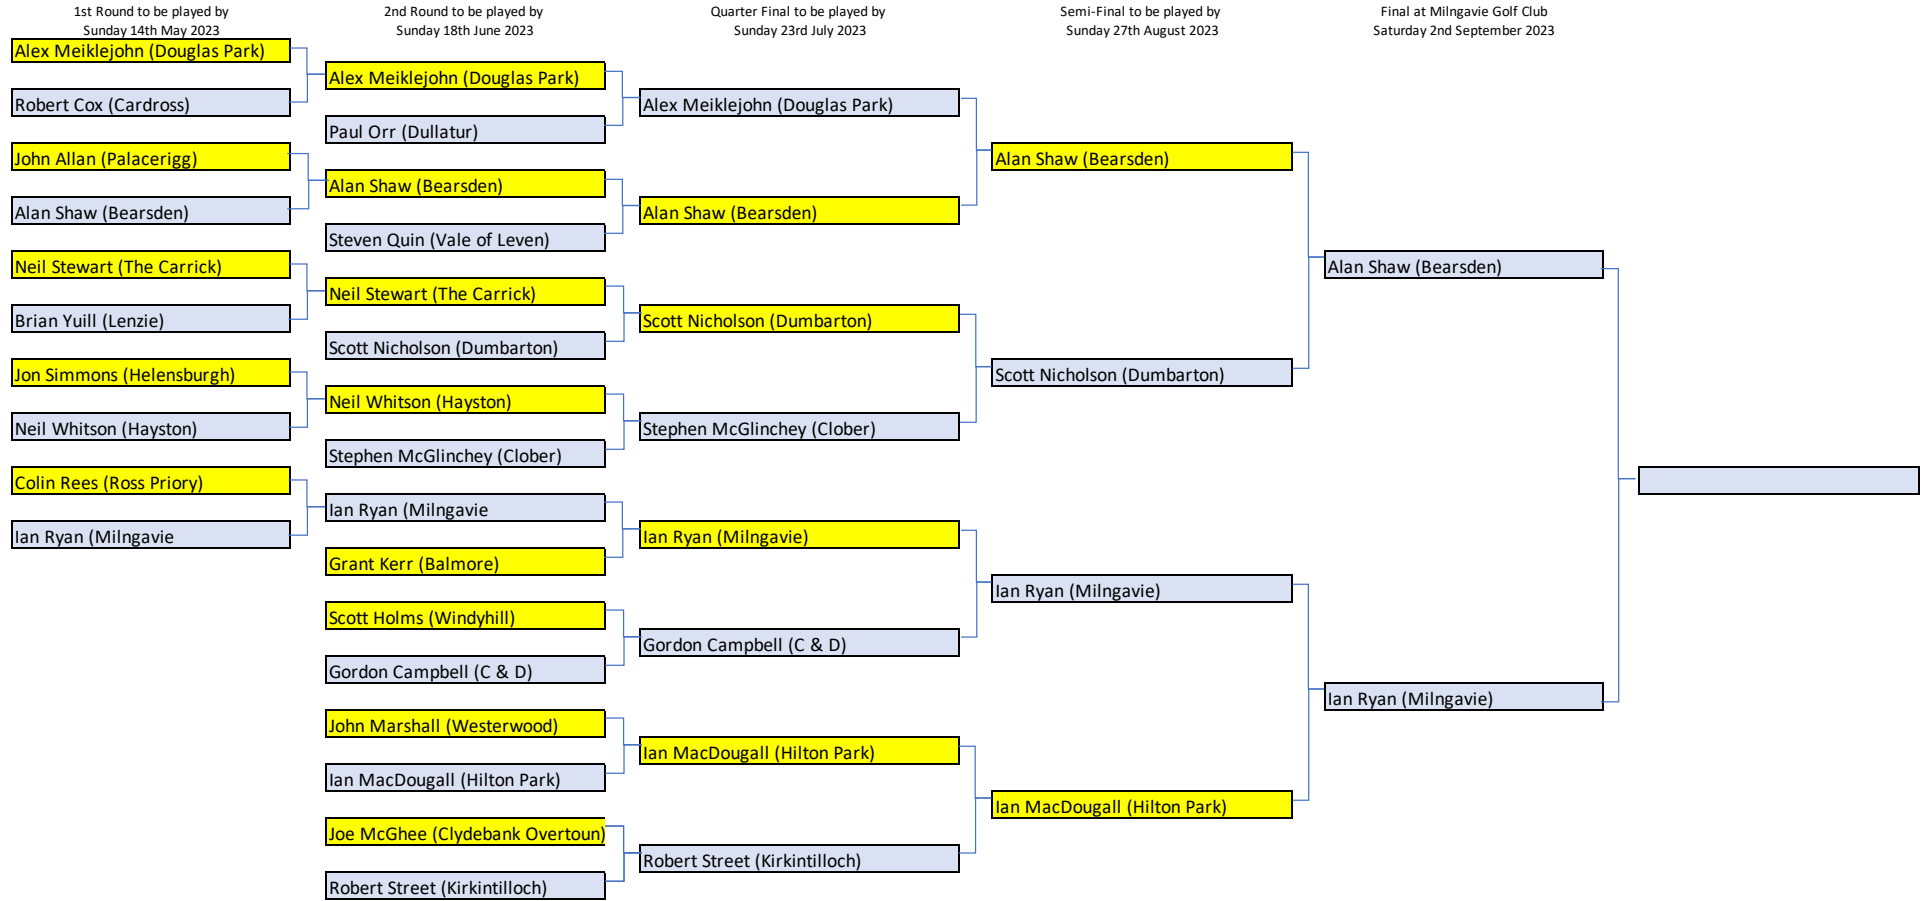 1st Round to be played by
Sunday 14th May 2023
2nd Round to be played by
Sunday 18th June 2023
Quarter Final to be played by
Sunday 23rd July 2023
Semi-Final to be played by
Sunday 27th August 2023
Final at Milngavie Golf Club
Saturday 2nd September 2023
Alex Meiklejohn (Douglas Park)
Robert Cox (Cardross)
John Allan (Palacerigg)
Alan Shaw (Bearsden)
Neil Stewart (The Carrick)
Brian Yuill (Lenzie)
Jon Simmons (Helensburgh)
Neil Whitson (Hayston)
Colin Rees (Ross Priory)
Ian Ryan (Milngavie
Alex Meiklejohn (Douglas Park)
Paul Orr (Dullatur)
Alan Shaw (Bearsden)
Steven Quin (Vale of Leven)
Neil Stewart (The Carrick)
Scott Nicholson (Dumbarton)
Neil Whitson (Hayston)
Stephen McGlinchey (Clober)
Ian Ryan (Milngavie
Grant Kerr (Balmore)
Scott Holms (Windyhill)
Gordon Campbell (C & D)
John Marshall (Westerwood)
Ian MacDougall (Hilton Park)
Joe McGhee (Clydebank Overtoun)
Robert Street (Kirkintilloch)
Alex Meiklejohn (Douglas Park)
Alan Shaw (Bearsden)
Scott Nicholson (Dumbarton)
Stephen McGlinchey (Clober)
Ian Ryan (Milngavie)
Gordon Campbell (C & D)
Ian MacDougall (Hilton Park)
Robert Street (Kirkintilloch)
Alan Shaw (Bearsden)
Scott Nicholson (Dumbarton)
Ian Ryan (Milngavie)
Ian MacDougall (Hilton Park)
Alan Shaw (Bearsden)
Ian Ryan (Milngavie)